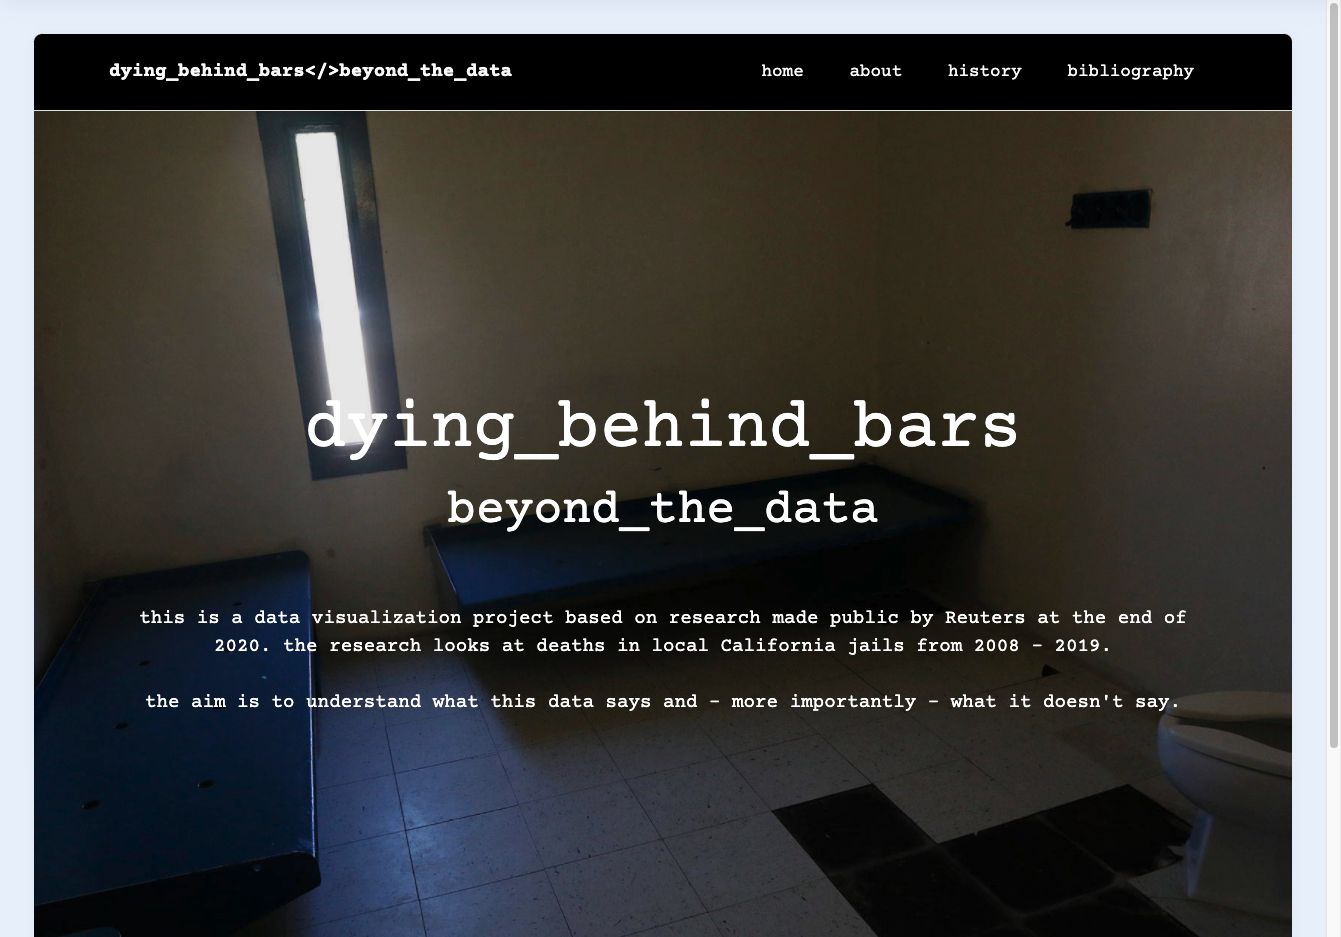 dying_behind_bars</>beyond_the_data
home about history bibliography
dying_behind_bars
beyond_the_data
this is a data visualization project based on research made public by Reuters at the end of
2020. the research looks at deaths in local California jails from 2008 - 2019.
the aim is to understand what this data says and - more importantly - what it doesn't say.